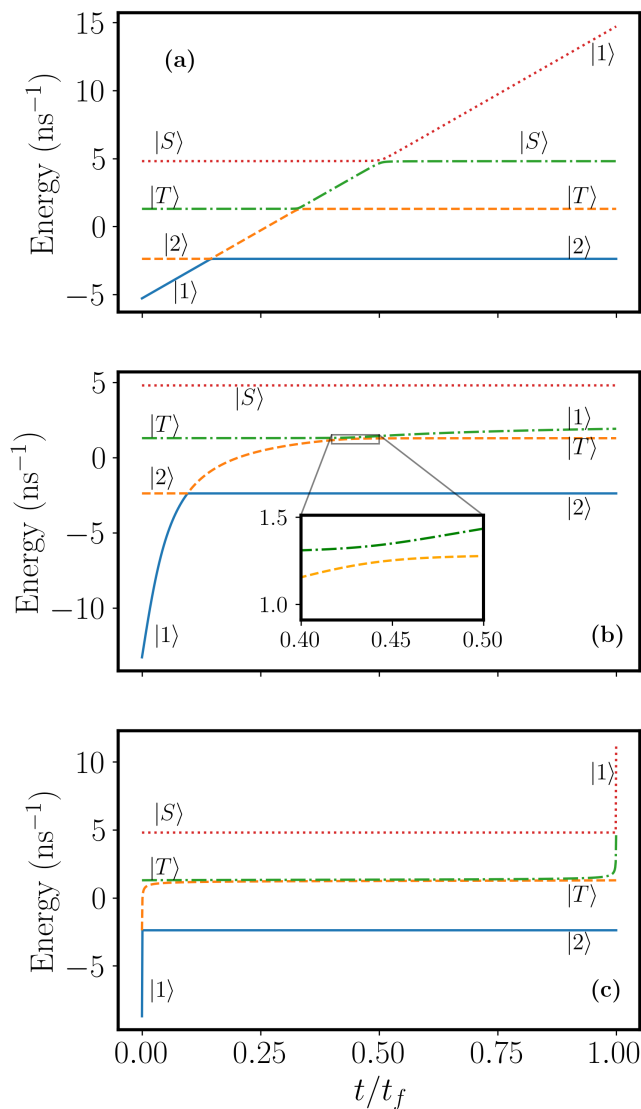 15
10
5
0
−5
Energy (ns⁻¹)
(a)
|1⟩
|S⟩
|S⟩
|T⟩
|T⟩
|2⟩
|2⟩
|1⟩
5
0
−5
−10
Energy (ns⁻¹)
|S⟩
|T⟩
|1⟩
|T⟩
|2⟩
|2⟩
1.5
1.0
0.40
0.45
0.50
|1⟩
(b)
10
5
0
−5
Energy (ns⁻¹)
|1⟩
|S⟩
|T⟩
|T⟩
|2⟩
|1⟩
(c)
0.00 0.25 0.50 0.75 1.00
t/t_f